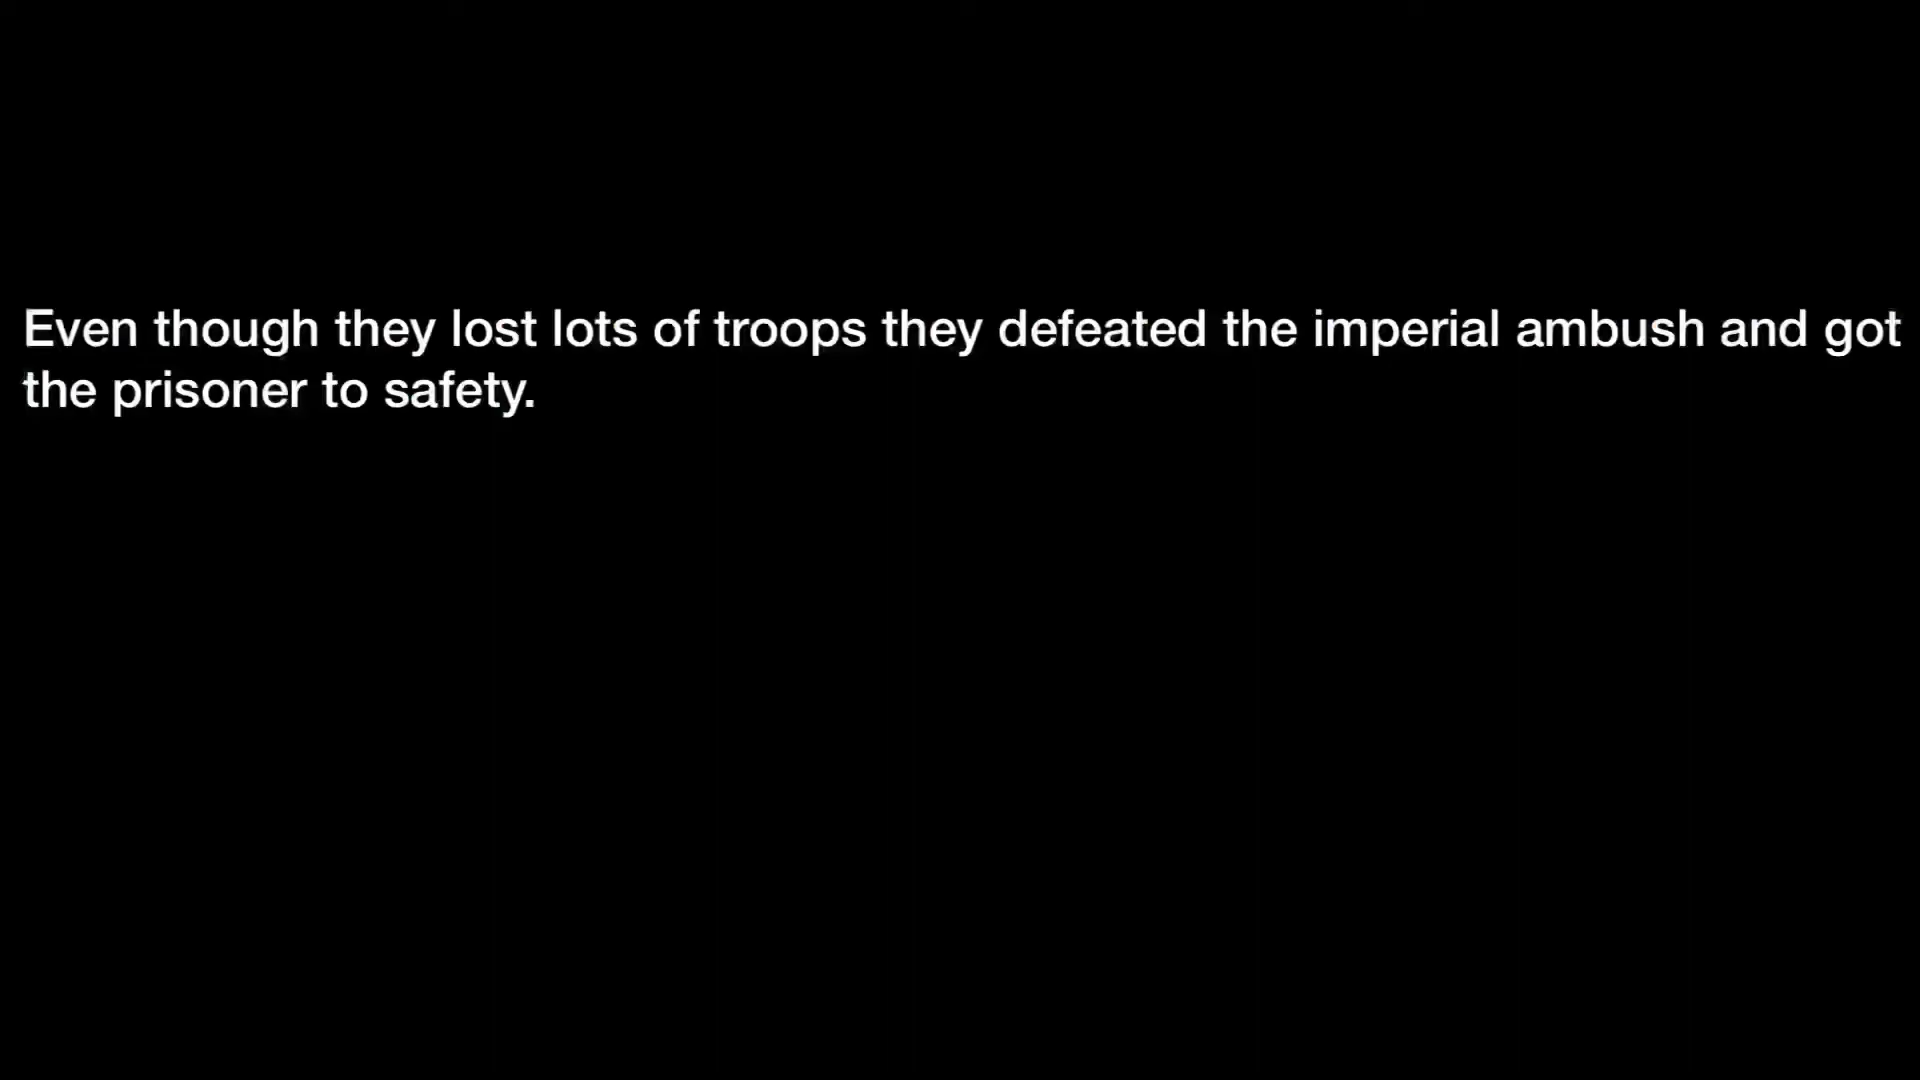 Even though they lost lots of troops they defeated the imperial ambush and got
the prisoner to safety.